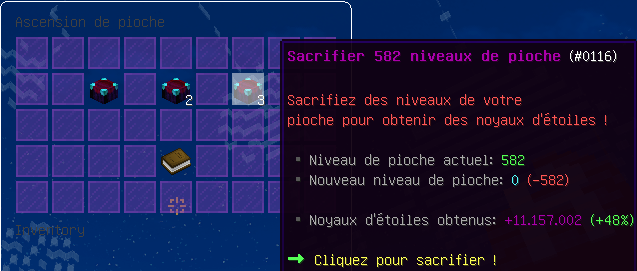 Ascension de pioche
Sacrifier 582 niveaux de pioche (#0116)
Sacrifiez des niveaux de votre
pioche pour obtenir des noyaux d'étoiles !
▪ Niveau de pioche actuel: 582
▪ Nouveau niveau de pioche: 0 (-582)
▪ Noyaux d'étoiles obtenus: +11.157.002 (+48%)
→ Cliquez pour sacrifier !
2
3
Inventory